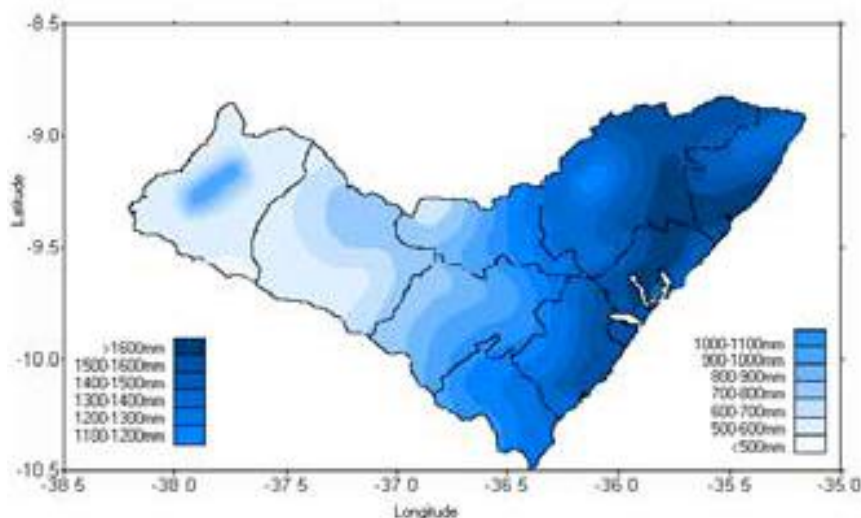 -8.5
-9.0
-9.5
-10.0
-10.5
Latitude
>1600mm
1500-1600mm
1400-1500mm
1300-1400mm
1200-1300mm
1100-1200mm
1000-1100mm
900-1000mm
800-900mm
700-800mm
600-700mm
500-600mm
<500mm
-38.5 -38.0 -37.5 -37.0 -36.5 -36.0 -35.5 -35.0
Longitude